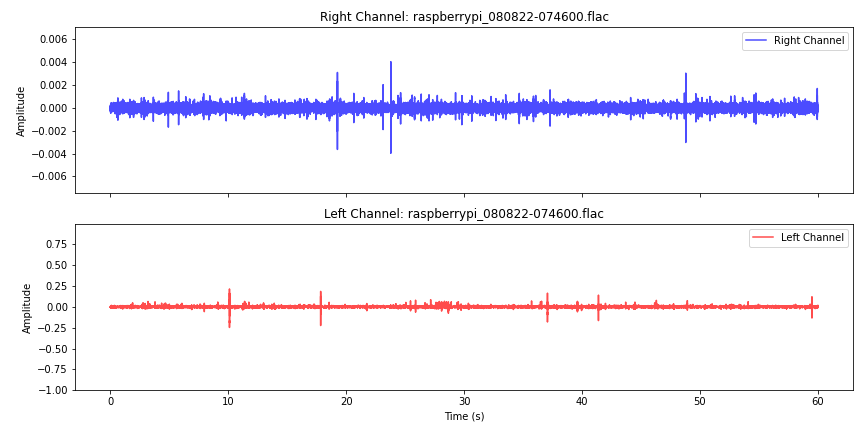 Right Channel: raspberrypi_080822-074600.flac
Right Channel
0.006
0.004
0.002
0.000
−0.002
−0.004
−0.006
Amplitude
Left Channel: raspberrypi_080822-074600.flac
Left Channel
0.75
0.50
0.25
0.00
−0.25
−0.50
−0.75
−1.00
Amplitude
0 10 20 30 40 50 60
Time (s)